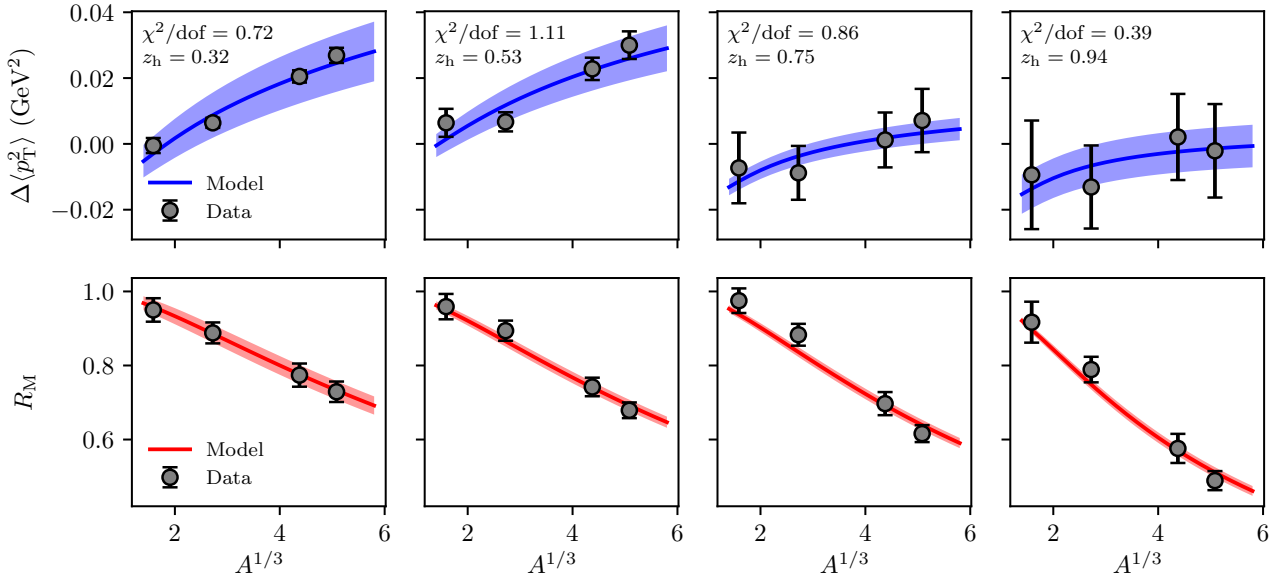 χ²/dof = 0.72
z_h = 0.32
χ²/dof = 1.11
z_h = 0.53
χ²/dof = 0.86
z_h = 0.75
χ²/dof = 0.39
z_h = 0.94
Δ⟨p_T²⟩ (GeV²)
0.04
0.02
0.00
−0.02
Model
Data
R_M
1.0
0.8
0.6
Model
Data
2 4 6
2 4 6
2 4 6
2 4 6
A^{1/3}
A^{1/3}
A^{1/3}
A^{1/3}